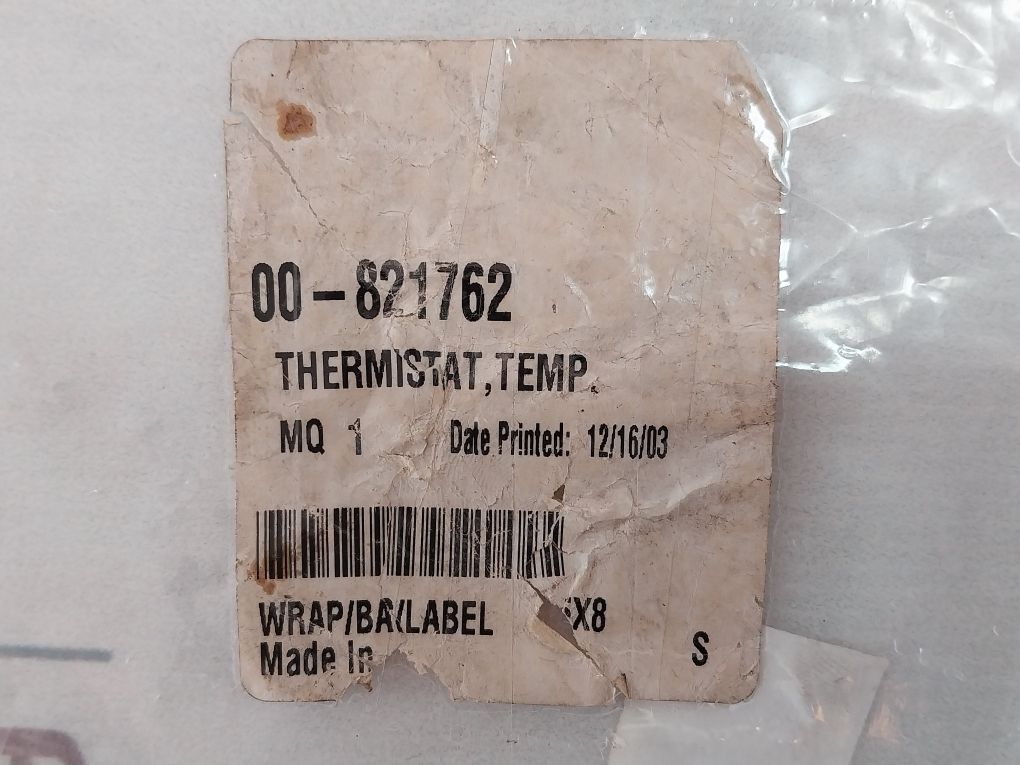 00-821762
THERMISTAT,TEMP.
MQ 1 Date Printed: 12/16/03
WRAP/BA/LABEL X8
Made In
S